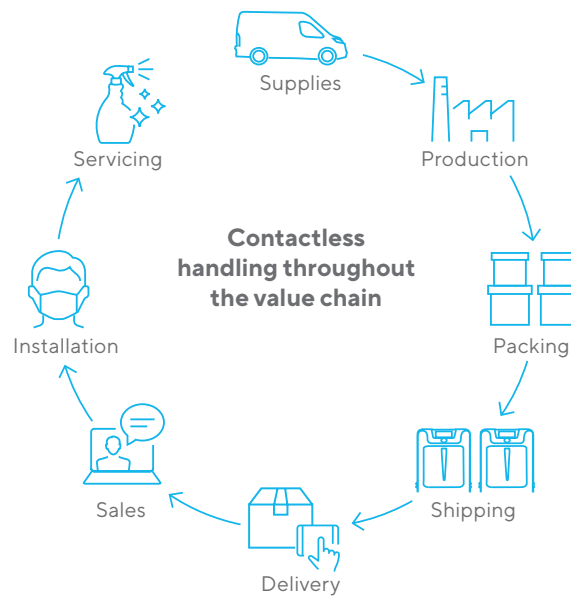 Supplies
Servicing
Production
Contactless
handling throughout
the value chain
Installation
Packing
Sales
Shipping
Delivery